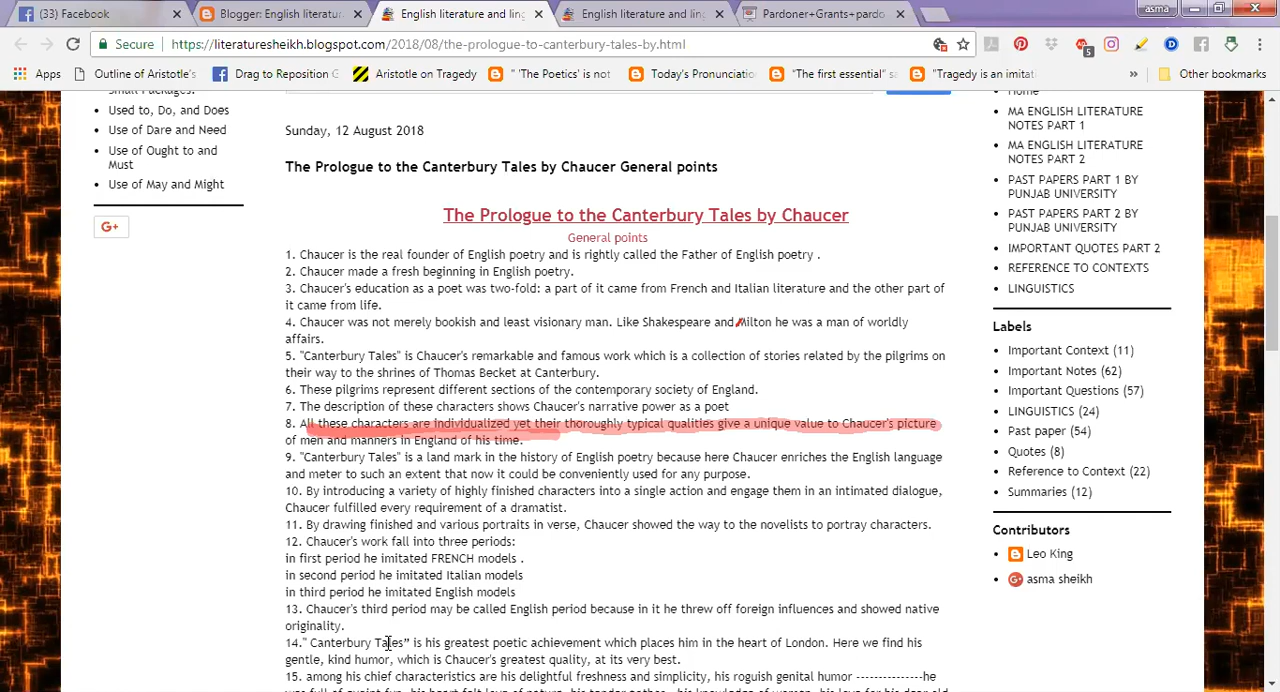 (33) Facebook
Blogger: English literatur
English literature and ling
English literature and ling
Pardoner+Grants+pardo
asma
Secure
https://literaturesheikh.blogspot.com/2018/08/the-prologue-to-canterbury-tales-by.html
5
Apps
Outline of Aristotle's
Drag to Reposition
Aristotle on Tragedy
" 'The Poetics' is not
Today's Pronunciation
"The first essential" s
"Tragedy is an imitat
»
Other bookmarks
Small Packages.
Used to, Do, and Does
Use of Dare and Need
Use of Ought to and
Must
Use of May and Might
G+
Sunday, 12 August 2018
The Prologue to the Canterbury Tales by Chaucer General points
The Prologue to the Canterbury Tales by Chaucer
General points
1. Chaucer is the real founder of English poetry and is rightly called the Father of English poetry .
2. Chaucer made a fresh beginning in English poetry.
3. Chaucer's education as a poet was two-fold: a part of it came from French and Italian literature and the other part of
it came from life.
4. Chaucer was not merely bookish and least visionary man. Like Shakespeare and Milton he was a man of worldly
affairs.
5. "Canterbury Tales" is Chaucer's remarkable and famous work which is a collection of stories related by the pilgrims on
their way to the shrines of Thomas Becket at Canterbury.
6. These pilgrims represent different sections of the contemporary society of England.
7. The description of these characters shows Chaucer's narrative power as a poet
8. All these characters are individualized yet their thoroughly typical qualities give a unique value to Chaucer's picture
of men and manners in England of his time.
9. "Canterbury Tales" is a land mark in the history of English poetry because here Chaucer enriches the English language
and meter to such an extent that now it could be conveniently used for any purpose.
10. By introducing a variety of highly finished characters into a single action and engage them in an intimated dialogue,
Chaucer fulfilled every requirement of a dramatist.
11. By drawing finished and various portraits in verse, Chaucer showed the way to the novelists to portray characters.
12. Chaucer's work fall into three periods:
in first period he imitated FRENCH models .
in second period he imitated Italian models
in third period he imitated English models
13. Chaucer's third period may be called English period because in it he threw off foreign influences and showed native
originality.
14." Canterbury Tales" is his greatest poetic achievement which places him in the heart of London. Here we find his
gentle, kind humor, which is Chaucer's greatest quality, at its very best.
15. among his chief characteristics are his delightful freshness and simplicity, his roguish genital humor ---------------he
Home
MA ENGLISH LITERATURE
NOTES PART 1
MA ENGLISH LITERATURE
NOTES PART 2
PAST PAPERS PART 1 BY
PUNJAB UNIVERSITY
PAST PAPERS PART 2 BY
PUNJAB UNIVERSITY
IMPORTANT QUOTES PART 2
REFERENCE TO CONTEXTS
LINGUISTICS
Labels
Important Context (11)
Important Notes (62)
Important Questions (57)
LINGUISTICS (24)
Past paper (54)
Quotes (8)
Reference to Context (22)
Summaries (12)
Contributors
Leo King
asma sheikh